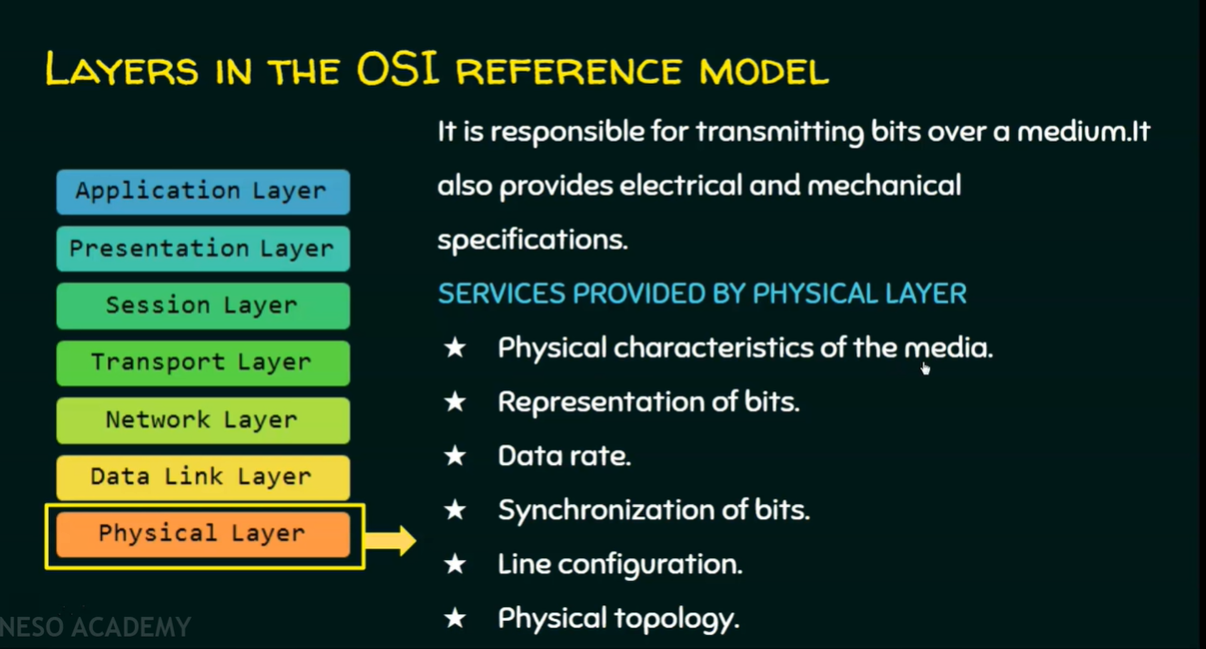 LAYERS IN THE OSI REFERENCE MODEL
Application Layer
Presentation Layer
Session Layer
Transport Layer
Network Layer
Data Link Layer
Physical Layer
It is responsible for transmitting bits over a medium.It
also provides electrical and mechanical
specifications.
SERVICES PROVIDED BY PHYSICAL LAYER
★ Physical characteristics of the media.
★ Representation of bits.
★ Data rate.
★ Synchronization of bits.
★ Line configuration.
★ Physical topology.
NESO ACADEMY